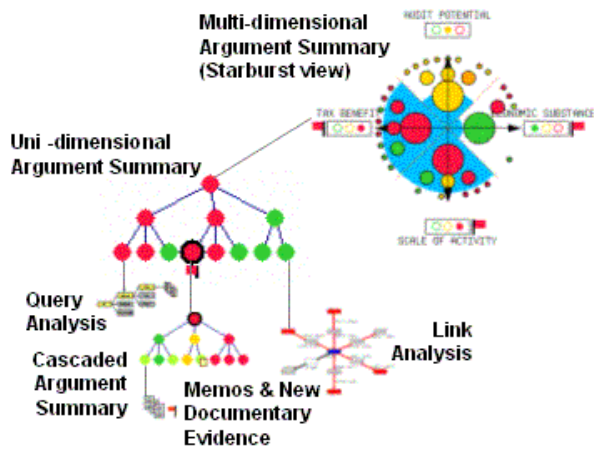 Multi-dimensional
Argument Summary
(Starburst view)
AUDIT POTENTIAL
TAX BENEFIT
ECONOMIC SUBSTANCE
SCALE OF ACTIVITY
Uni -dimensional
Argument Summary
Query
Analysis
Cascaded
Argument
Summary
Memos & New
Documentary
Evidence
Link
Analysis